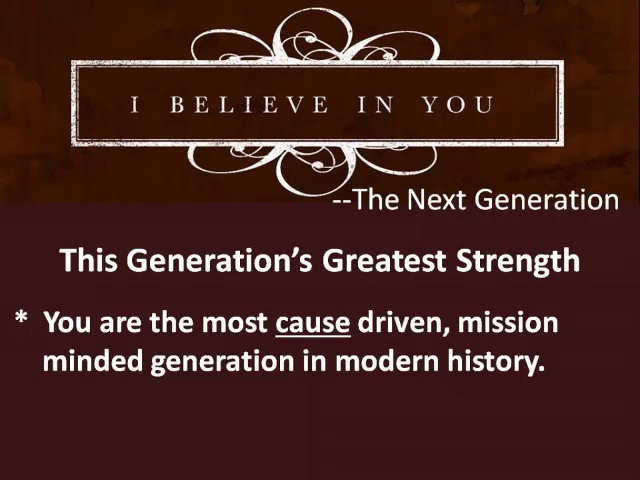 I BELIEVE IN YOU
--The Next Generation
This Generation’s Greatest Strength
* You are the most cause driven, mission
minded generation in modern history.